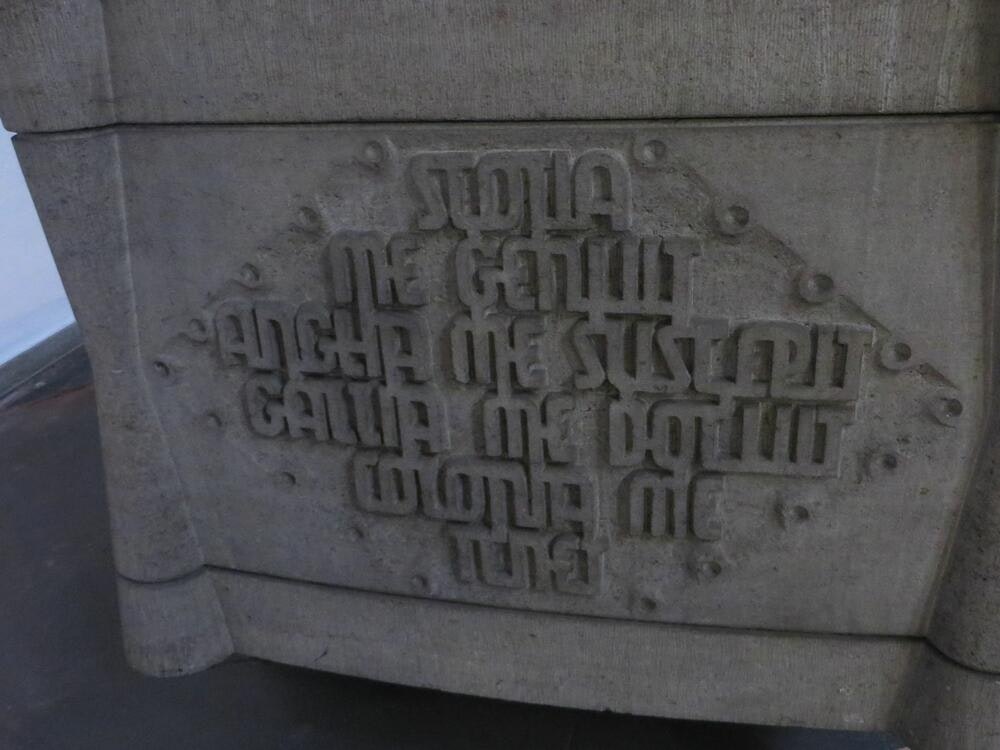 SCOTIA
ME GENUIT
ANGLIA ME SUSCEPIT
GALLIA ME DOCUIT
COLONIA ME
TENET